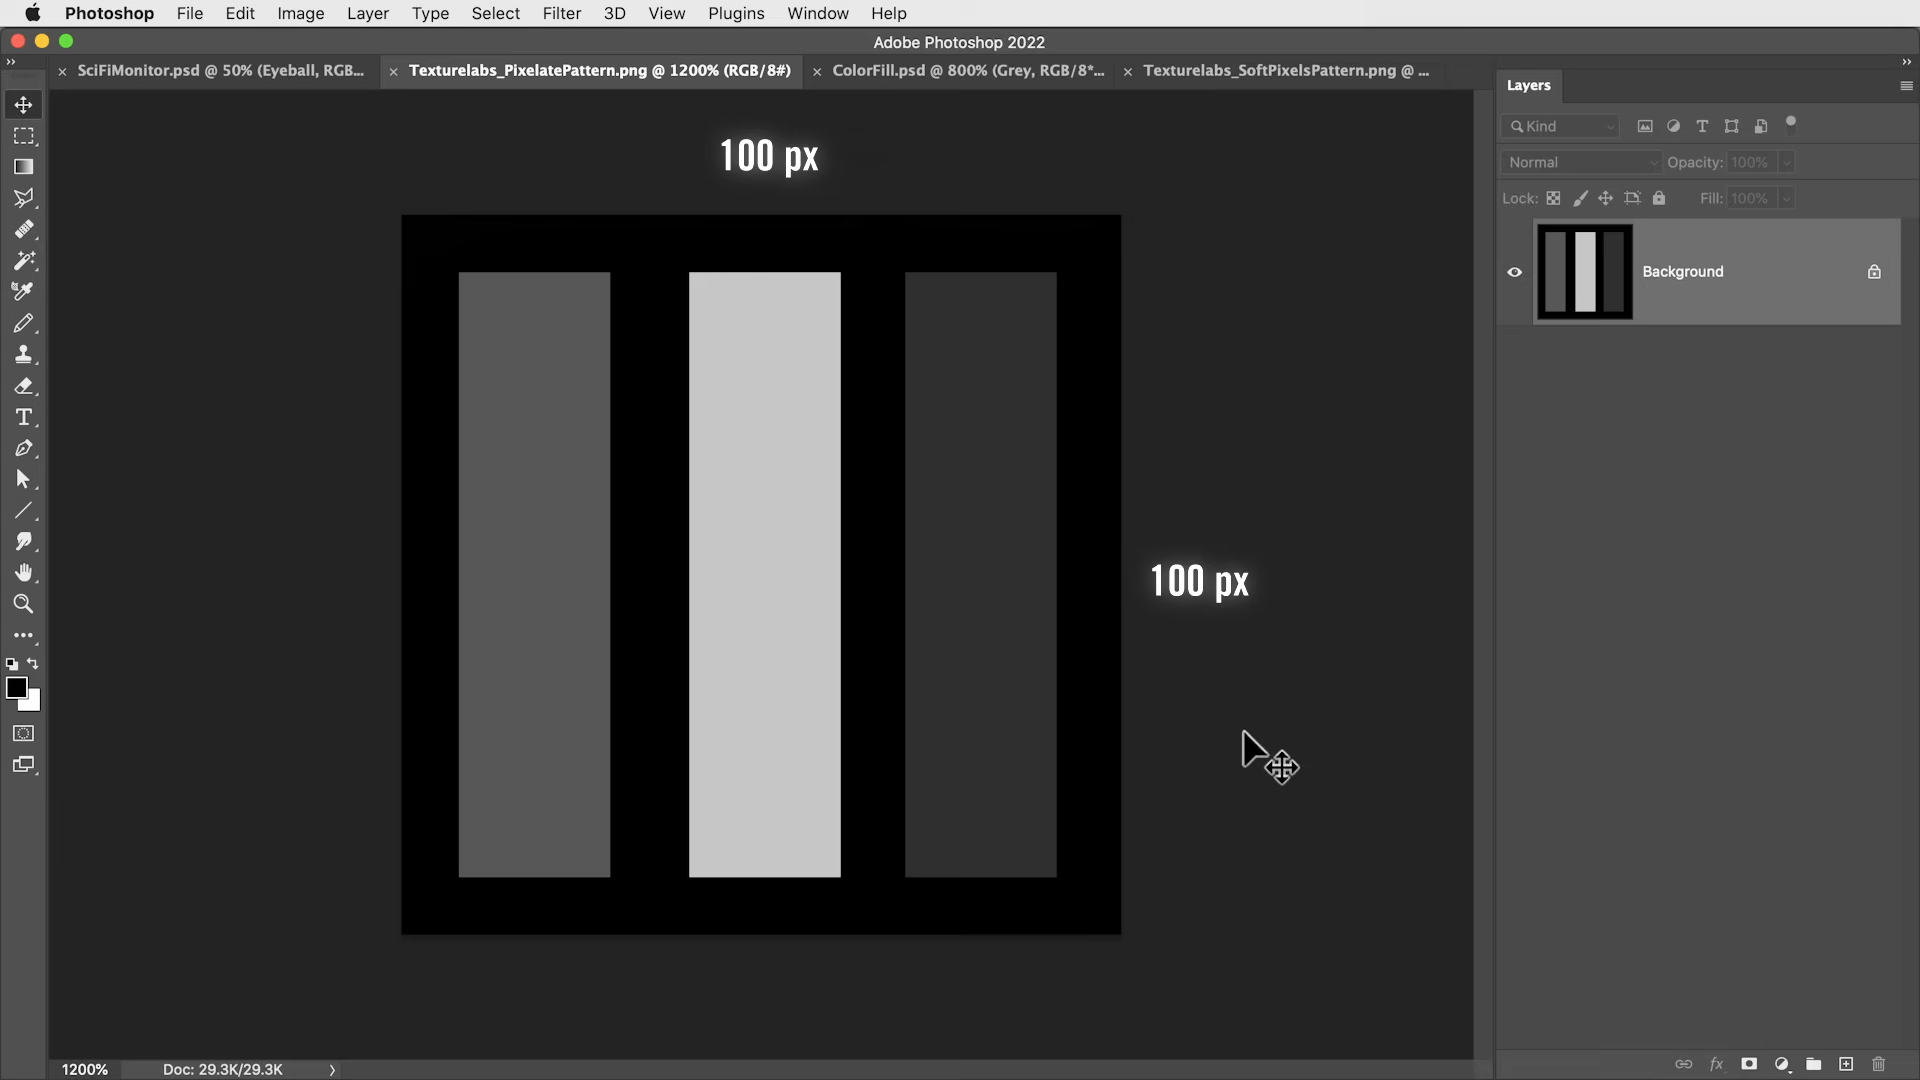 Photoshop File Edit Image Layer Type Select Filter 3D View Plugins Window Help
Adobe Photoshop 2022
SciFiMonitor.psd @ 50% (Eyeball, RGB... Texturelabs_PixelatePattern.png @ 1200% (RGB/8#) ColorFill.psd @ 800% (Grey, RGB/8*... Texturelabs_SoftPixelsPattern.png @ ...
Layers
Kind
Normal Opacity: 100%
Lock: Fill: 100%
Background
100 px
100 px
1200% Doc: 29.3K/29.3K